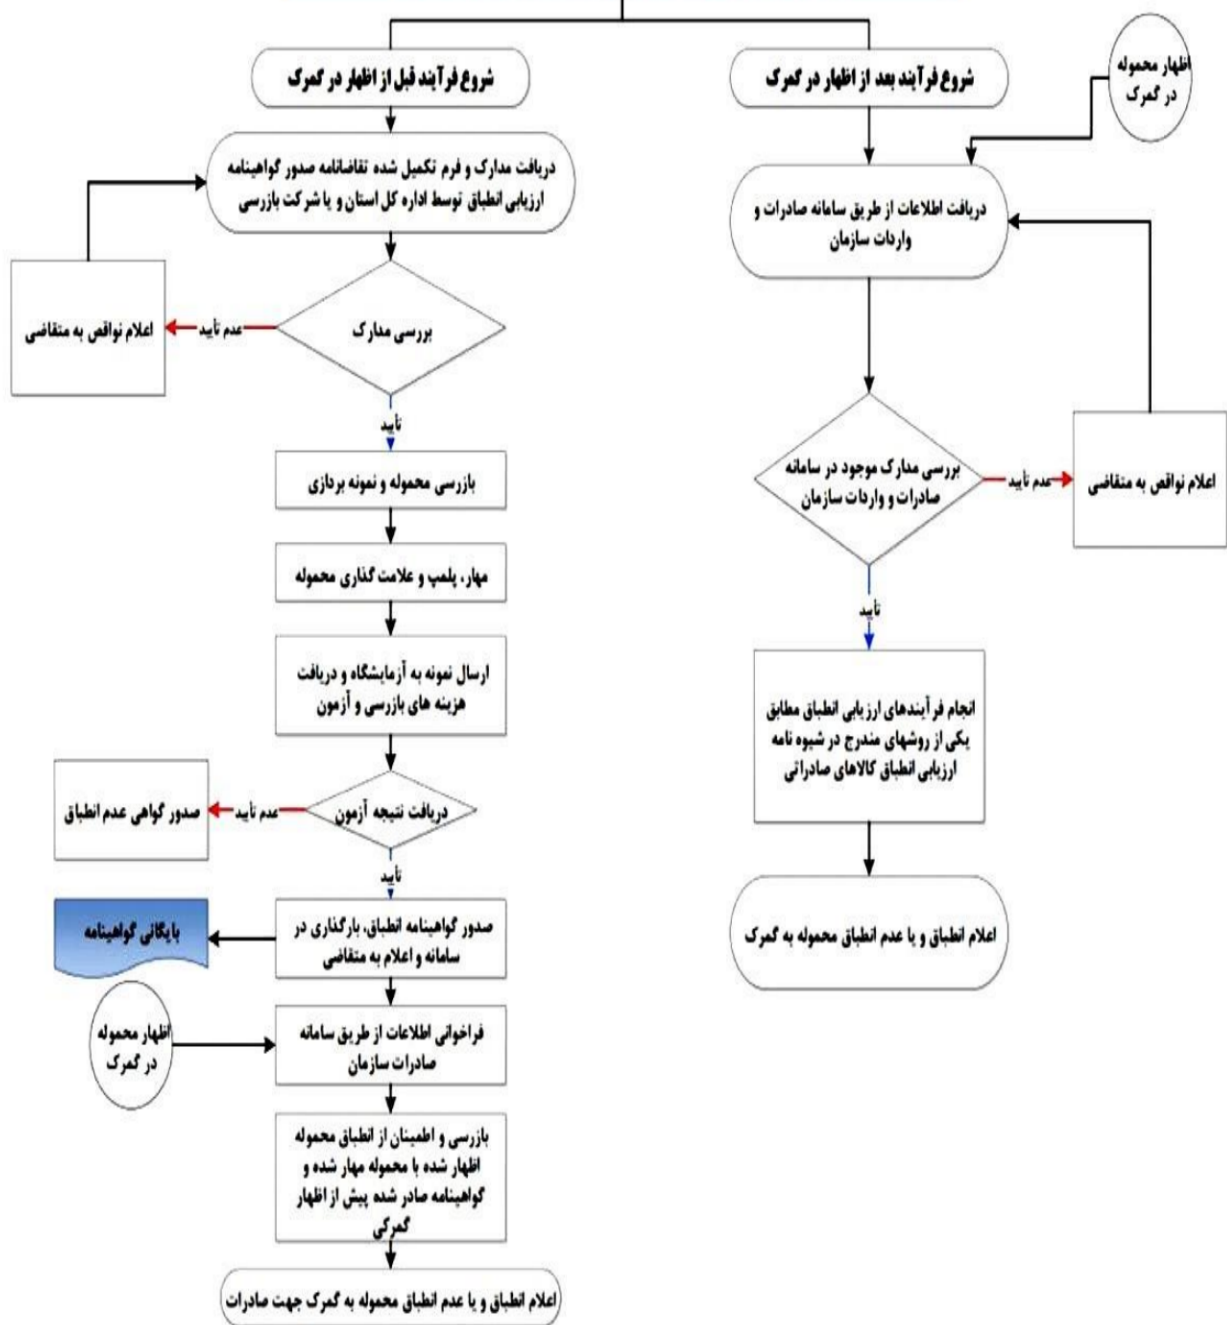 شروع فرآیند قبل از اظهار در گمرک
دریافت مدارک و فرم تکمیل شده تقاضانامه صدور گواهینامه
ارزیابی انطباق توسط اداره کل استان و یا شرکت بازرسی
بررسی مدارک
عدم تأیید
اعلام نواقص به متقاضی
تأیید
بازرسی محموله و نمونه بردازی
مهار، پلمپ و علامت گذاری محموله
ارسال نمونه به آزمایشگاه و دریافت
هزینه های بازرسی و آزمون
دریافت نتیجه آزمون
عدم تأیید
صدور گواهی عدم انطباق
تأیید
صدور گواهینامه انطباق، بارگذاری در
سامانه و اعلام به متقاضی
بایگانی گواهینامه
اظهار محموله
در گمرک
فراخوانی اطلاعات از طریق سامانه
صادرات سازمان
بازرسی و اطمینان از انطباق محموله
اظهار شده با محموله مهار شده و
گواهینامه صادر شده پیش از اظهار
گمرکی
اعلام انطباق و یا عدم انطباق محموله به گمرک جهت صادرات
شروع فرآیند بعد از اظهار در گمرک
اظهار محموله
در گمرک
دریافت اطلاعات از طریق سامانه صادرات و
واردات سازمان
بررسی مدارک موجود در سامانه
صادرات و واردات سازمان
عدم تأیید
اعلام نواقص به متقاضی
تأیید
انجام فرآیندهای ارزیابی انطباق مطابق
یکی از روشهای مندرج در شیوه نامه
ارزیابی انطباق کالاهای صادراتی
اعلام انطباق و یا عدم انطباق محموله به گمرک